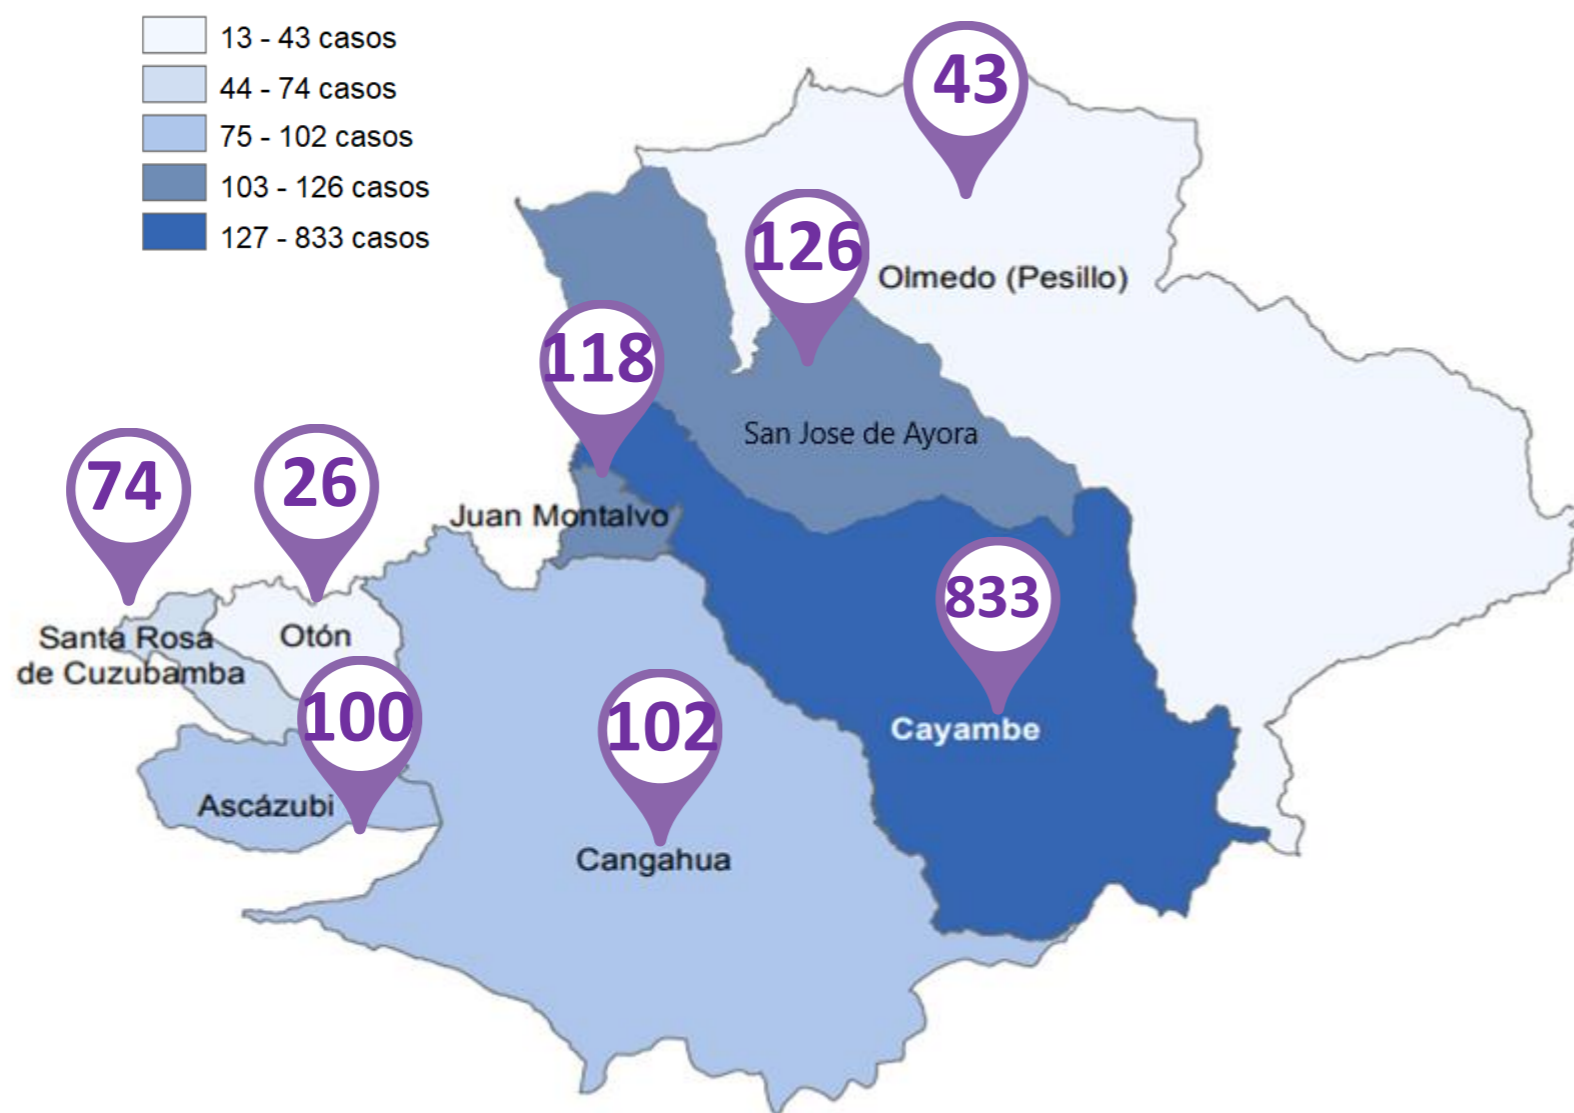 13 - 43 casos
44 - 74 casos
75 - 102 casos
103 - 126 casos
127 - 833 casos
43
126
Olmedo (Pesillo)
118
San Jose de Ayora
74
26
Juan Montalvo
833
Santa Rosa
de Cuzubamba
Otón
100
102
Cayambe
Ascázubi
Cangahua